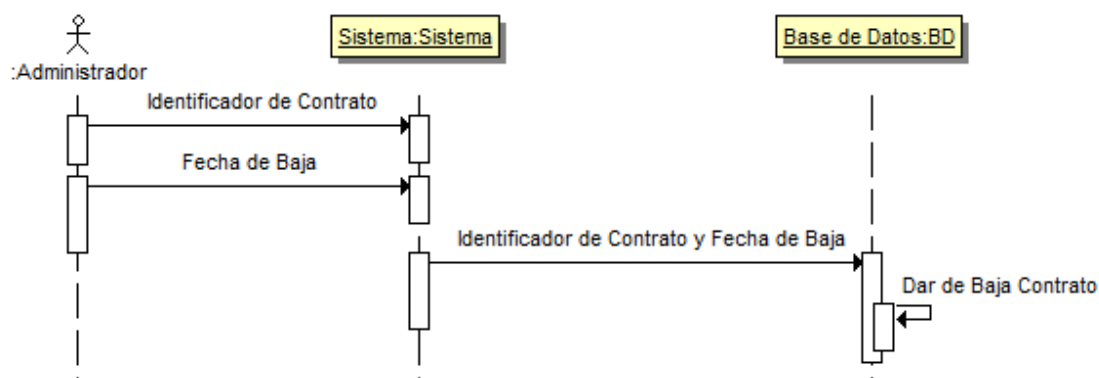 Sistema:Sistema
Base de Datos:BD
:Administrador
Identificador de Contrato
Fecha de Baja
Identificador de Contrato y Fecha de Baja
Dar de Baja Contrato